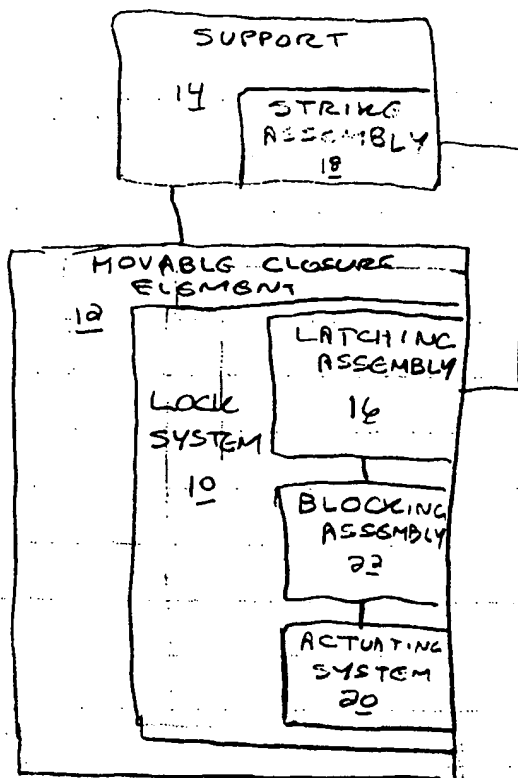 SUPPORT
14
STRIKE
ASSEMBLY
18
MOVABLE CLOSURE
ELEMENT
12
LOCK
SYSTEM
10
LATCHING
ASSEMBLY
16
BLOCKING
ASSEMBLY
22
ACTUATING
SYSTEM
20